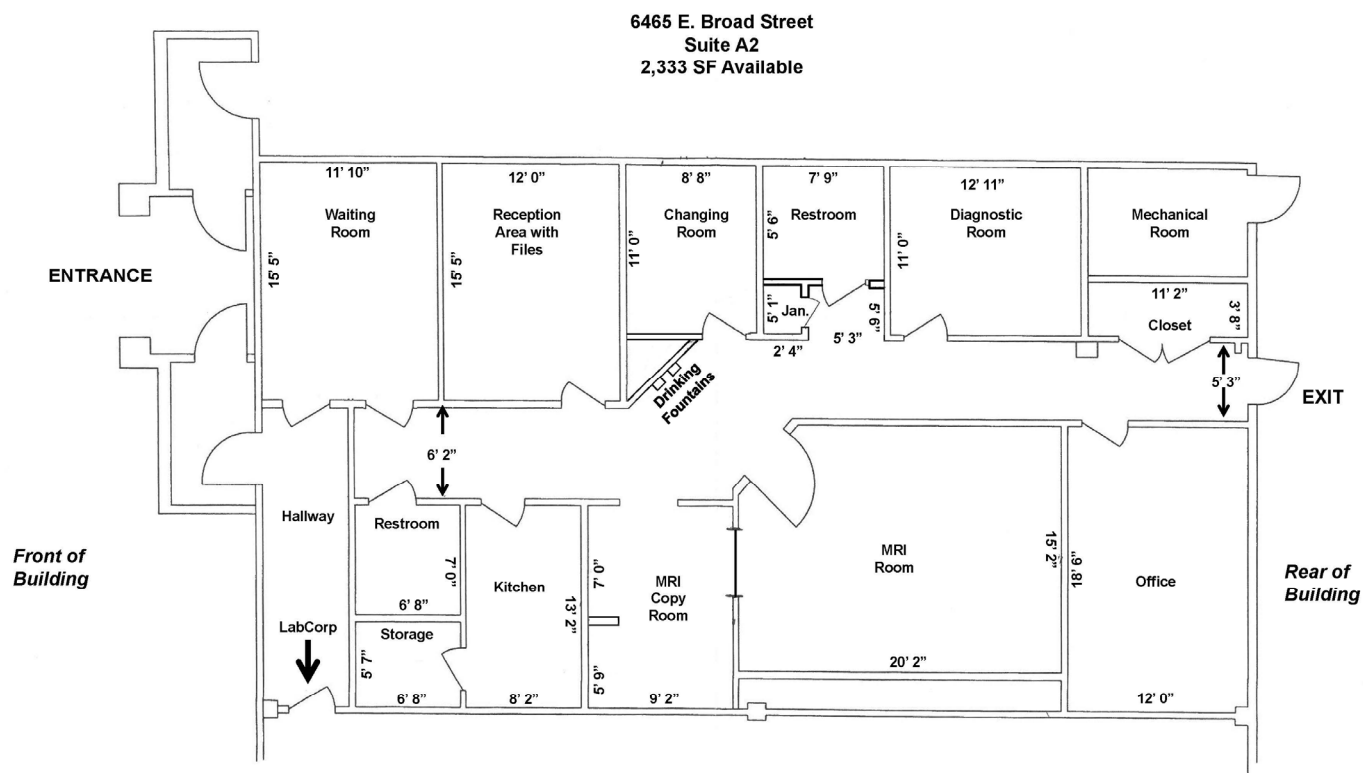 6465 E. Broad Street
Suite A2
2,333 SF Available
11' 10"
Waiting
Room
15' 5"
12' 0"
Reception
Area with
Files
15' 5"
8' 8"
Changing
Room
11' 0"
7' 9"
Restroom
5' 6"
12' 11"
Diagnostic
Room
11' 0"
Mechanical
Room
ENTRANCE
5' 1"
Jan.
5' 6"
2' 4"
5' 3"
11' 2"
Closet
3' 8"
5' 3"
EXIT
Drinking
Fountains
6' 2"
Hallway
Restroom
7' 0"
6' 8"
Kitchen
13' 2"
8' 2"
7' 0"
MRI
Copy
Room
5' 9"
9' 2"
MRI
Room
15' 2"
20' 2"
18' 9"
Office
12' 0"
Front of
Building
Rear of
Building
LabCorp
Storage
5' 7"
6' 8"